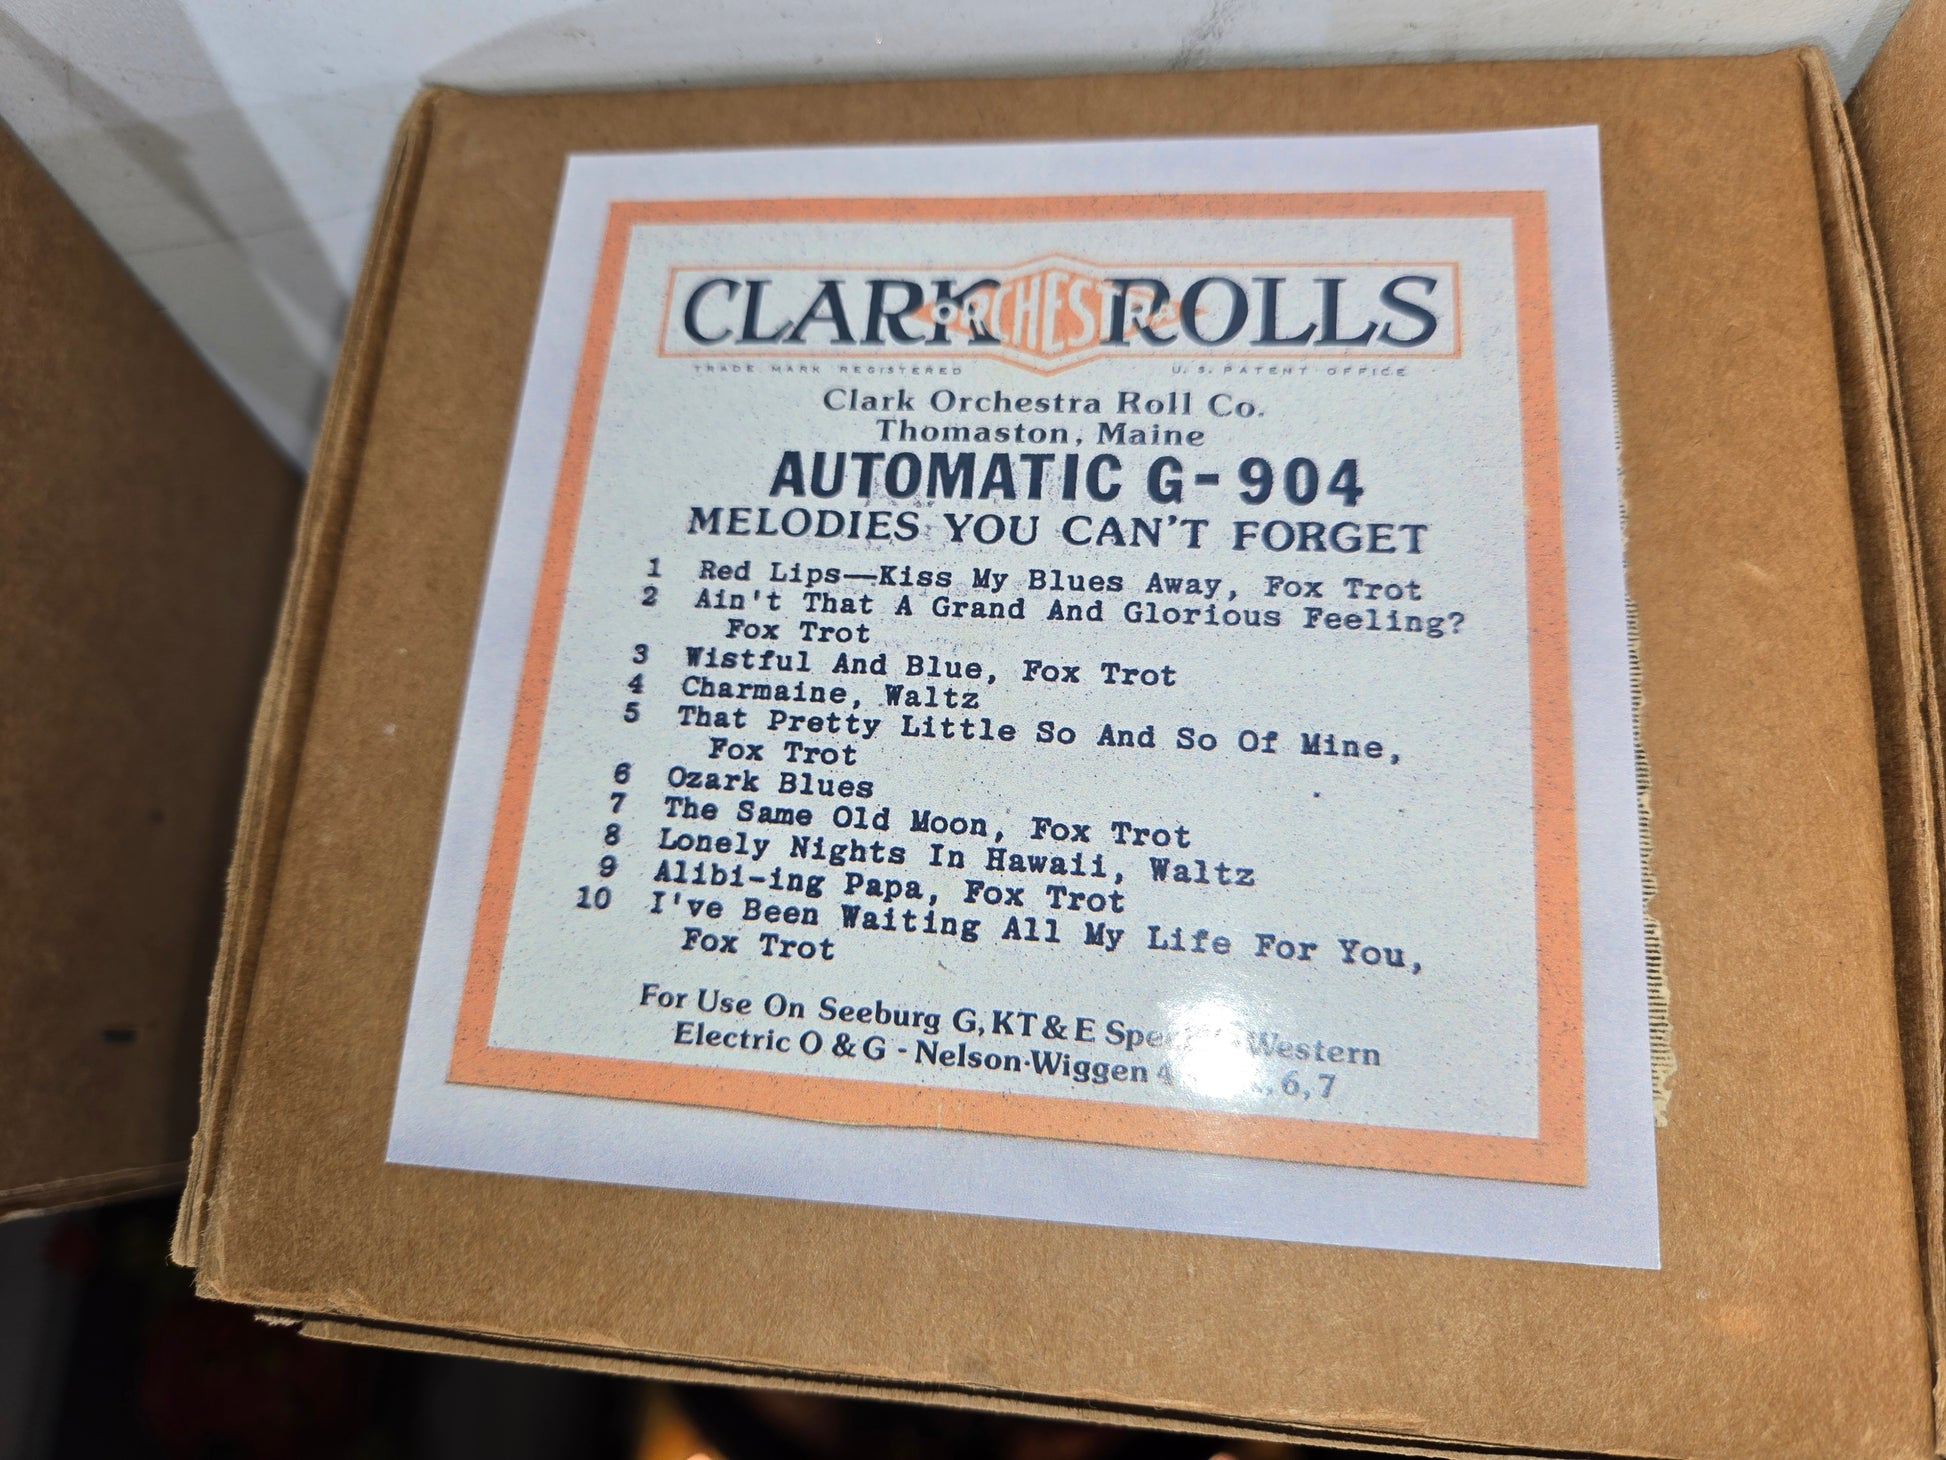 CLARK ORCHESTRA ROLLS
TRADE MARK REGISTERED U.S. PATENT OFFICE
Clark Orchestra Roll Co.
Thomaston, Maine
AUTOMATIC G-904
MELODIES YOU CAN'T FORGET
1 Red Lips—Kiss My Blues Away, Fox Trot
2 Ain't That A Grand And Glorious Feeling?
Fox Trot
3 Wistful And Blue, Fox Trot
4 Charmaine, Waltz
5 That Pretty Little So And So Of Mine,
Fox Trot
6 Ozark Blues
7 The Same Old Moon, Fox Trot
8 Lonely Nights In Hawaii, Waltz
9 Alibi-ing Papa, Fox Trot
10 I've Been Waiting All My Life For You,
Fox Trot
For Use On Seeburg G, KT & E Western
Electric O & G - Nelson-Wiggen 4 6, 7